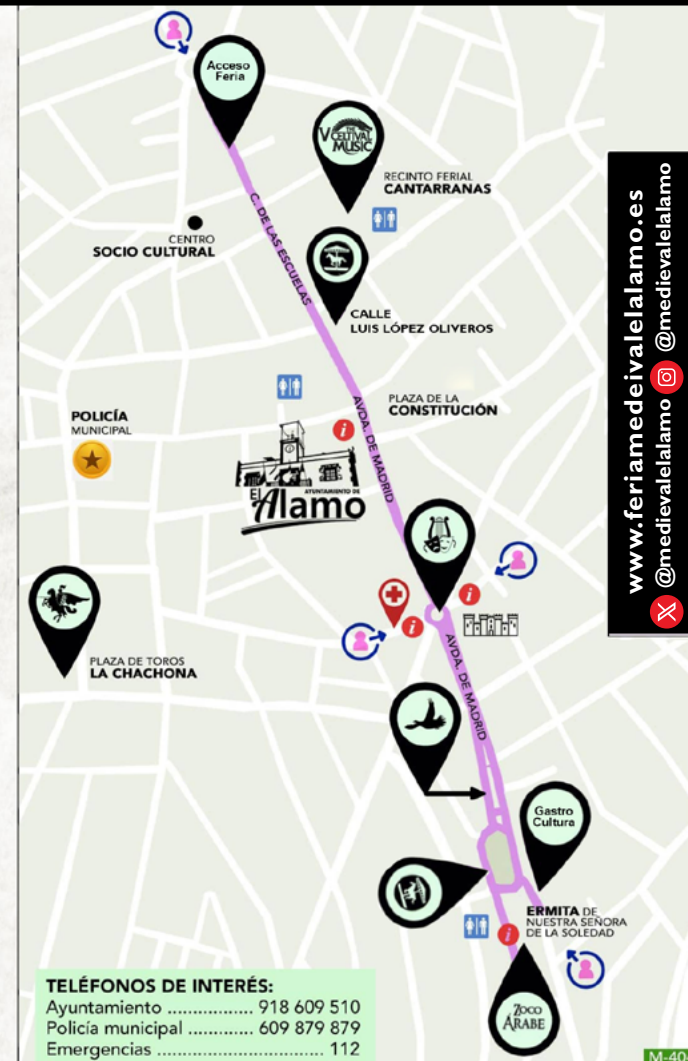 Acceso
Feria
V THE
CELTIVAL
MUSIC
RECINTO FERIAL
CANTARRANAS
C. DE LAS ESCUELAS
CENTRO
SOCIO CULTURAL
CALLE
LUIS LÓPEZ OLIVEROS
PLAZA DE LA
CONSTITUCIÓN
AVDA. DE MADRID
POLICÍA
MUNICIPAL
i
AYUNTAMIENTO DE
El Álamo
i
i
PLAZA DE TOROS
LA CHACHONA
AVDA. DE MADRID
Gastro
Cultura
ERMITA DE
NUESTRA SEÑORA
DE LA SOLEDAD
i
ZOCO
ÁRABE
TELÉFONOS DE INTERÉS:
Ayuntamiento ................. 918 609 510
Policía municipal ............. 609 879 879
Emergencias ................................. 112
M-40
www.feriamedeivalelalamo.es
X @medievalelalamo @medievalelalamo